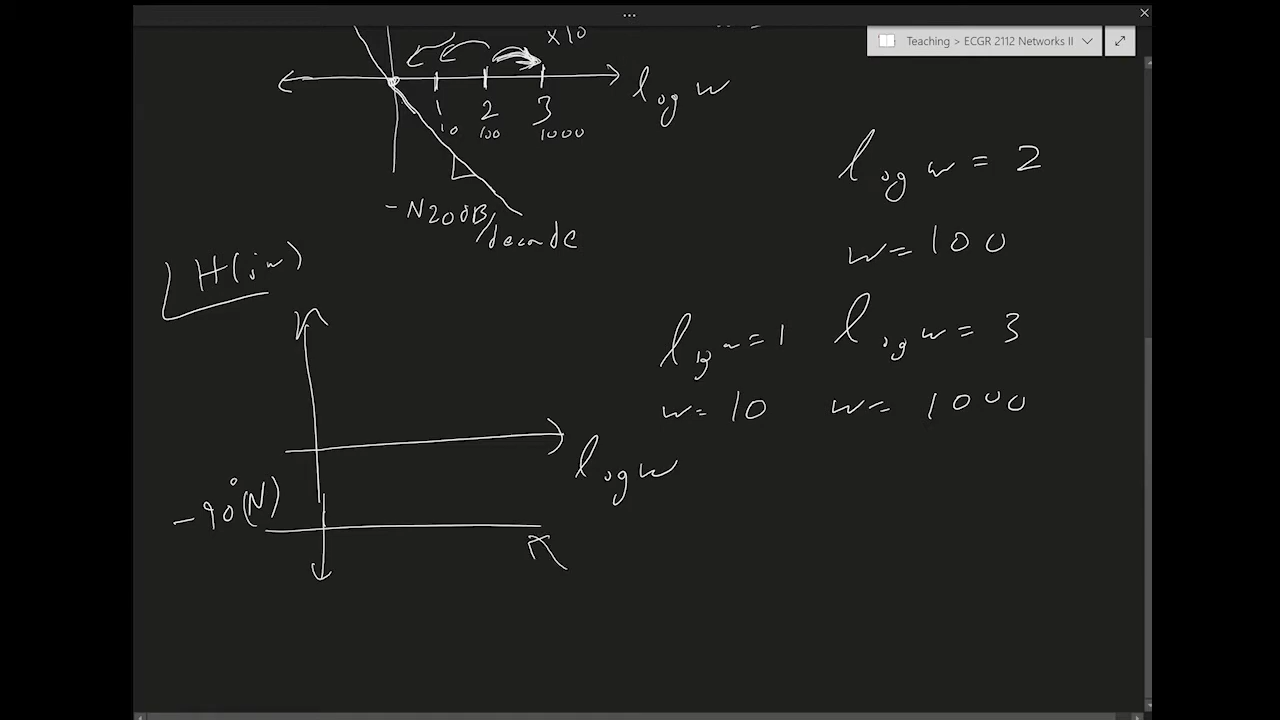 x10
Teaching > ECGR 2112 Networks II
log w
1 2 3
10 100 1000
-N20dB/decade
log w = 2
w = 100
∠H(jw)
log w = 1
log w = 3
w = 10
w = 1000
log w
-90°(N)